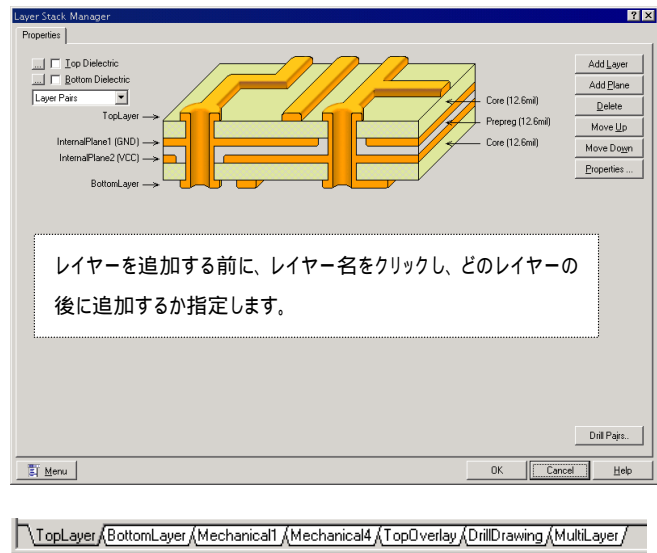 Layer Stack Manager
Properties
... Top Dielectric
... Bottom Dielectric
Layer Pairs
TopLayer
InternalPlane1 (GND)
InternalPlane2 (VCC)
BottomLayer
Core (12.6mil)
Prepreg (12.6mil)
Core (12.6mil)
Add Layer
Add Plane
Delete
Move Up
Move Down
Properties ...
レイヤーを追加する前に、レイヤー名をクリックし、どのレイヤーの
後に追加するか指定します。
Drill Pairs..
Menu
OK Cancel Help
TopLayer BottomLayer Mechanical1 Mechanical4 TopOverlay DrillDrawing MultiLayer